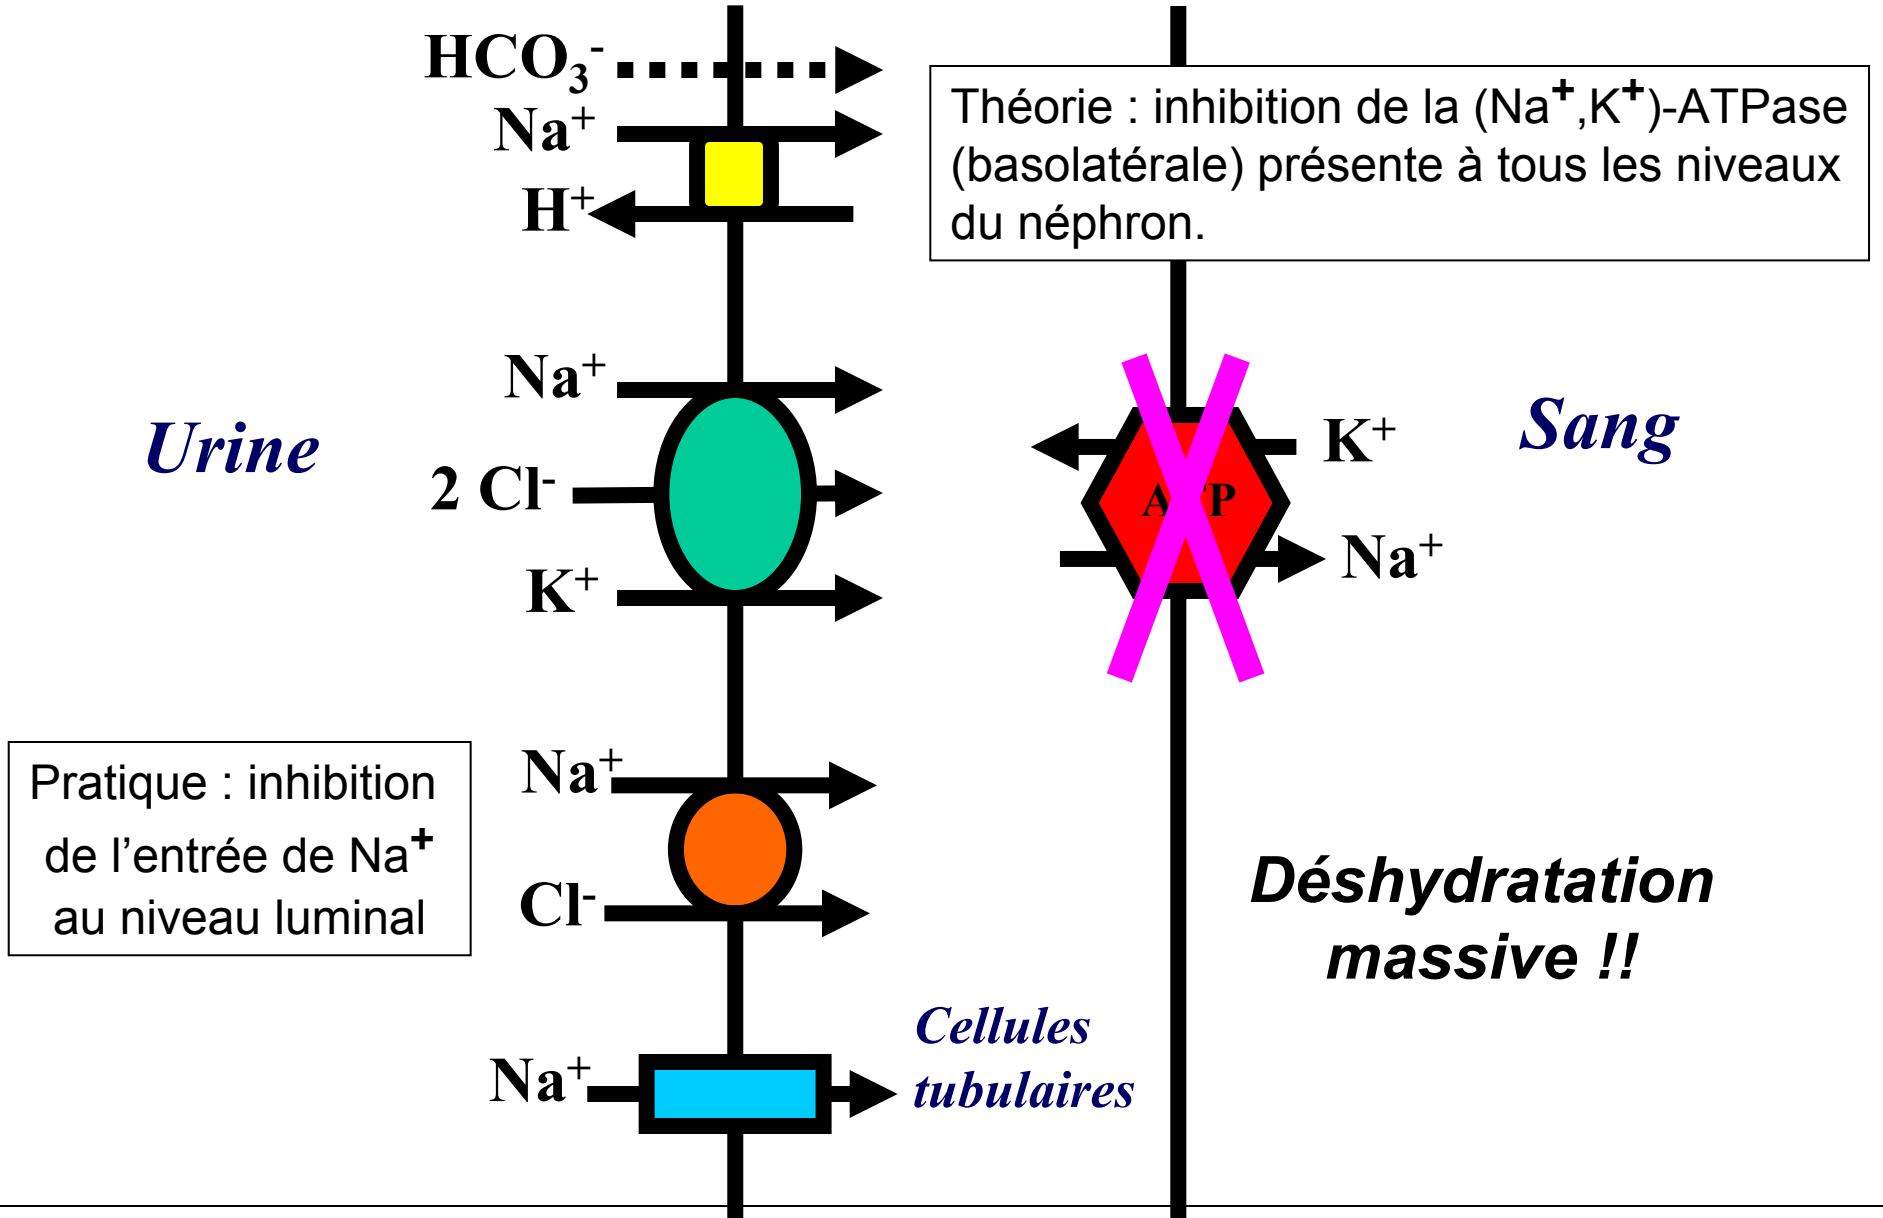 HCO₃⁻
Na⁺
H⁺
Théorie : inhibition de la (Na⁺,K⁺)-ATPase
(basolatérale) présente à tous les niveaux
du néphron.
Na⁺
2 Cl⁻
K⁺
Urine
ATP
K⁺
Na⁺
Sang
Pratique : inhibition
de l’entrée de Na⁺
au niveau luminal
Na⁺
Cl⁻
Déshydratation
massive !!
Na⁺
Cellules
tubulaires